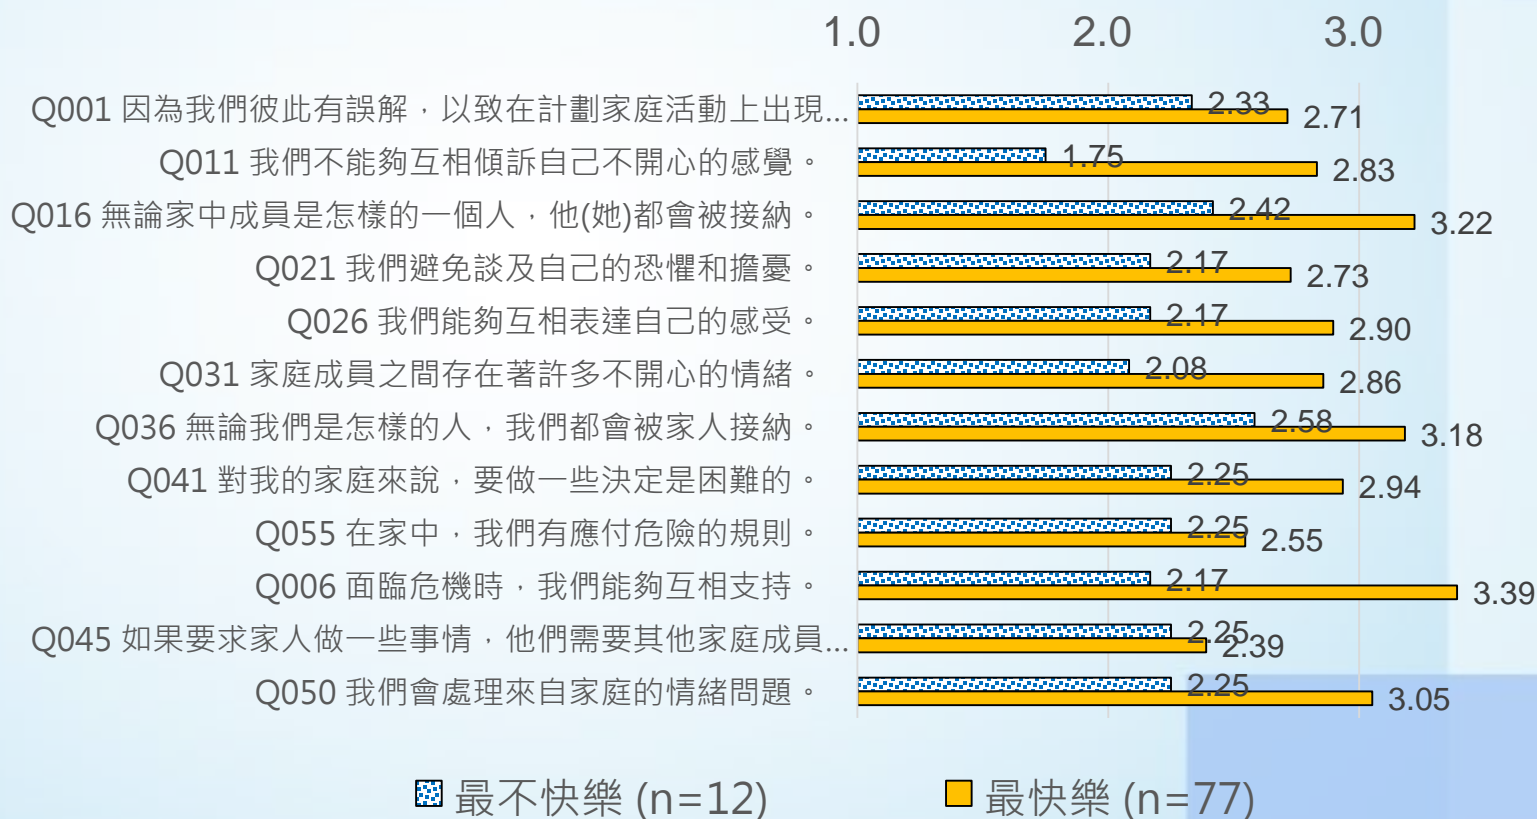 1.0 2.0 3.0
Q001 因為我們彼此有誤解，以致在計劃家庭活動上出現... 2.33 2.71
Q011 我們不能夠互相傾訴自己不開心的感覺。 1.75 2.83
Q016 無論家中成員是怎樣的一個人，他(她)都會被接納。 2.42 3.22
Q021 我們避免談及自己的恐懼和擔憂。 2.17 2.73
Q026 我們能夠互相表達自己的感受。 2.17 2.90
Q031 家庭成員之間存在著許多不開心的情緒。 2.08 2.86
Q036 無論我們是怎樣的人，我們都會被家人接納。 2.58 3.18
Q041 對我的家庭來說，要做一些決定是困難的。 2.25 2.94
Q055 在家中，我們有應付危險的規則。 2.25 2.55
Q006 面臨危機時，我們能夠互相支持。 2.17 3.39
Q045 如果要求家人做一些事情，他們需要其他家庭成員... 2.25 2.39
Q050 我們會處理來自家庭的情緒問題。 2.25 3.05
最不快樂 (n=12) 最快樂 (n=77)